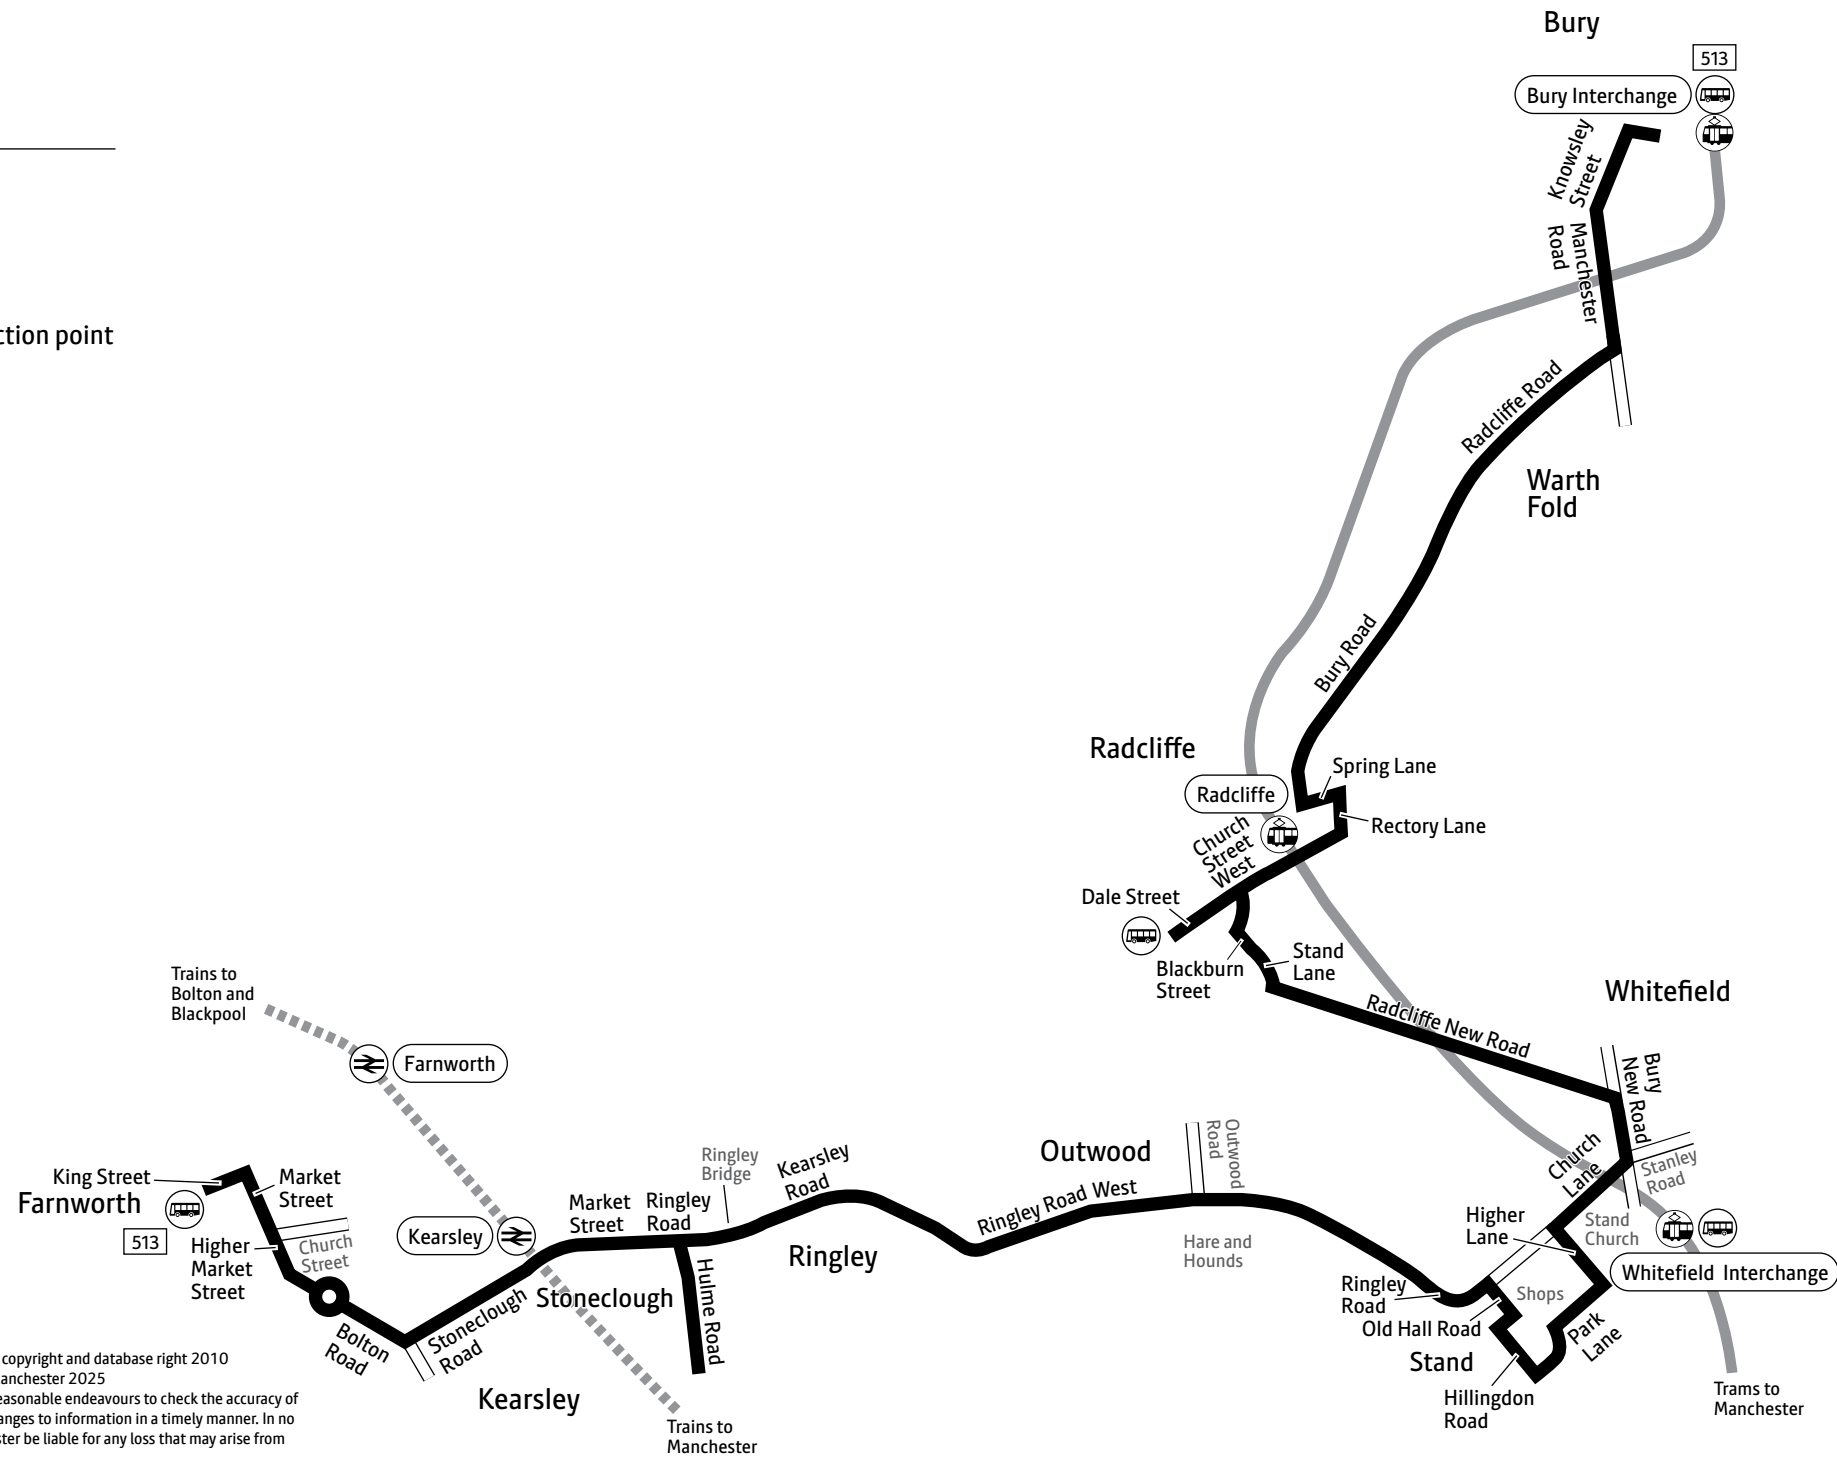 Bury
513
Bury Interchange
Knowsley
Street
Manchester
Road
ction point
Radcliffe Road
Warth
Fold
Bury Road
Radcliffe
Spring Lane
Radcliffe
Rectory Lane
Church
Street
West
Dale Street
Blackburn
Street
Stand
Lane
Radcliffe New Road
Whitefield
Bury
New Road
Church
Lane
Stanley
Road
Trains to
Bolton and
Blackpool
Farnworth
King Street
Farnworth
513
Market
Street
Higher
Market
Street
Church
Street
Kearsley
Market
Street
Ringley
Road
Ringley
Bridge
Kearsley
Road
Ringley
Outwood
Outwood
Road
Ringley Road West
Hare and
Hounds
Higher
Lane
Stand
Church
Whitefield Interchange
Ringley
Road
Shops
Old Hall Road
Park
Lane
Stand
Hillingdon
Road
Trams to
Manchester
Bolton
Road
Stoneclough
Road
Stoneclough
Hulme Road
Kearsley
Trains to
Manchester
copyright and database right 2010
anchester 2025
easonable endeavours to check the accuracy of
anges to information in a timely manner. In no
ster be liable for any loss that may arise from